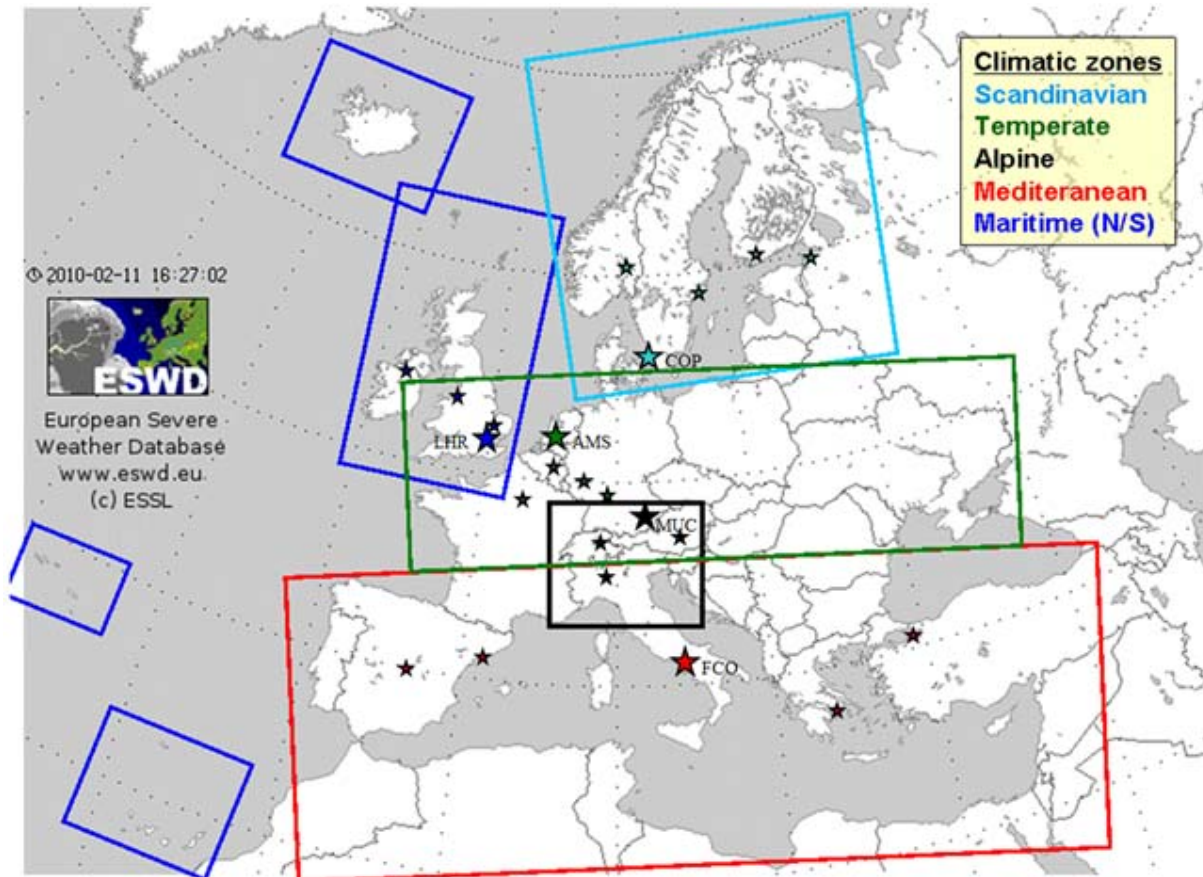 Climatic zones
Scandinavian
Temperate
Alpine
Mediteranean
Maritime (N/S)
2010-02-11 16:27:02
ESWD
European Severe
Weather Database
www.eswd.eu
(c) ESSL
COP
LHR
AMS
MUC
FCO